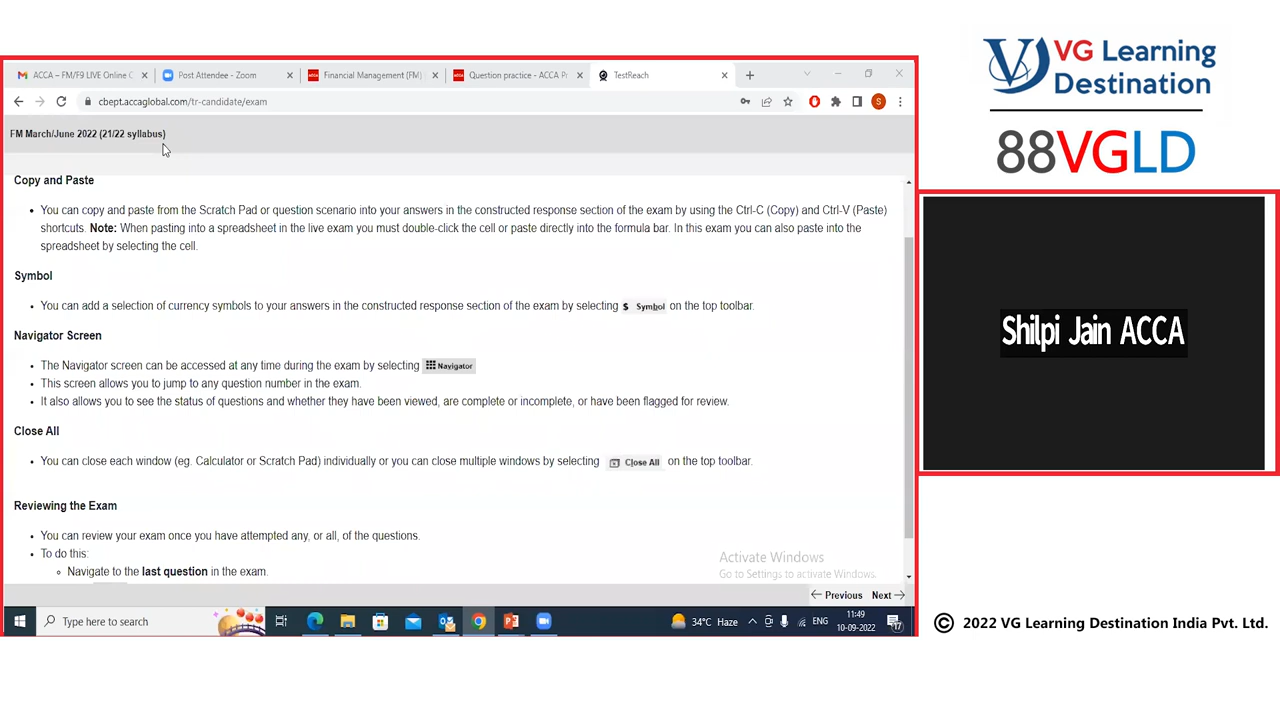 ACCA – FM/F9 LIVE Online C
Post Attendee - Zoom
Financial Management (FM)
Question practice - ACCA Pr
TestReach
cbept.accaglobal.com/tr-candidate/exam
S
FM March/June 2022 (21/22 syllabus)
Copy and Paste
• You can copy and paste from the Scratch Pad or question scenario into your answers in the constructed response section of the exam by using the Ctrl-C (Copy) and Ctrl-V (Paste)
shortcuts. Note: When pasting into a spreadsheet in the live exam you must double-click the cell or paste directly into the formula bar. In this exam you can also paste into the
spreadsheet by selecting the cell.
Symbol
• You can add a selection of currency symbols to your answers in the constructed response section of the exam by selecting $ Symbol on the top toolbar.
Navigator Screen
• The Navigator screen can be accessed at any time during the exam by selecting Navigator
• This screen allows you to jump to any question number in the exam.
• It also allows you to see the status of questions and whether they have been viewed, are complete or incomplete, or have been flagged for review.
Close All
• You can close each window (eg. Calculator or Scratch Pad) individually or you can close multiple windows by selecting Close All on the top toolbar.
Reviewing the Exam
• You can review your exam once you have attempted any, or all, of the questions.
• To do this:
Navigate to the last question in the exam.
Activate Windows
Go to Settings to activate Windows.
Previous Next
Type here to search
34°C Haze
ENG
11:49
10-09-2022
17
VG Learning
Destination
88VGLD
Shilpi Jain ACCA
© 2022 VG Learning Destination India Pvt. Ltd.